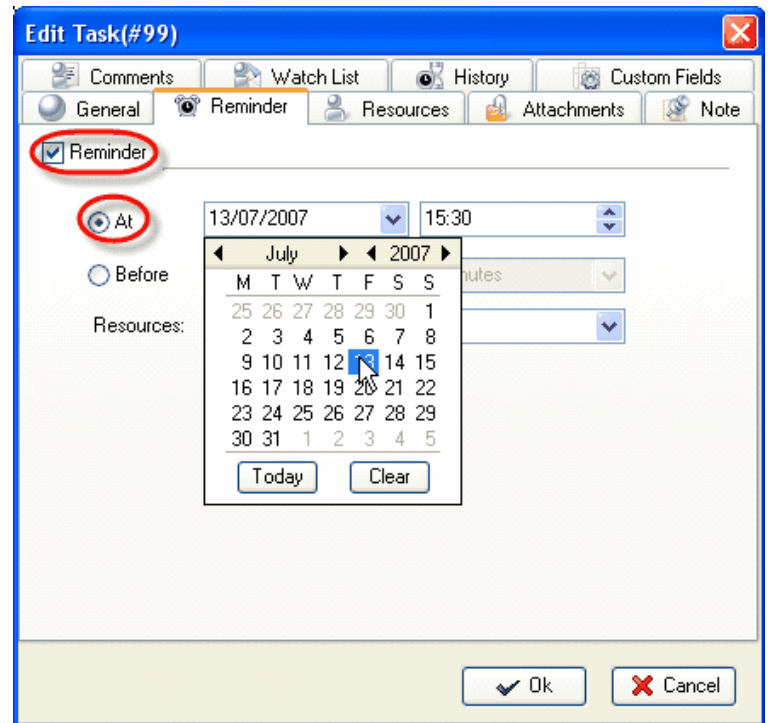 Edit Task(#99)
Comments Watch List History Custom Fields
General Reminder Resources Attachments Note
Reminder
At 13/07/2007 15:30
July 2007
Before
M T W T F S S
25 26 27 28 29 30 1
Resources:
2 3 4 5 6 7 8
9 10 11 12 13 14 15
16 17 18 19 20 21 22
23 24 25 26 27 28 29
30 31 1 2 3 4 5
Today Clear
Ok Cancel